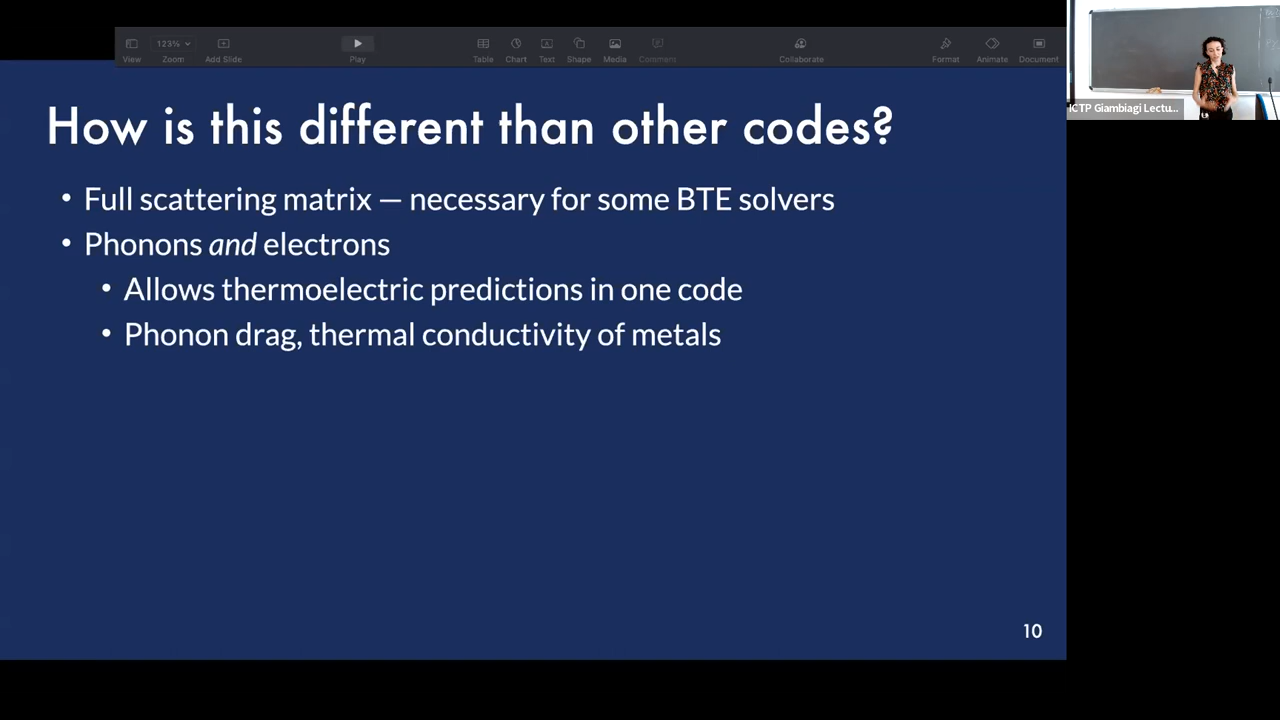 123%
View
Zoom
Add Slide
Play
Table
Chart
Text
Shape
Media
Comment
Collaborate
Format
Animate
Document
ICTP Giambiagi Lectu...
How is this different than other codes?
• Full scattering matrix — necessary for some BTE solvers
• Phonons and electrons
• Allows thermoelectric predictions in one code
• Phonon drag, thermal conductivity of metals
10